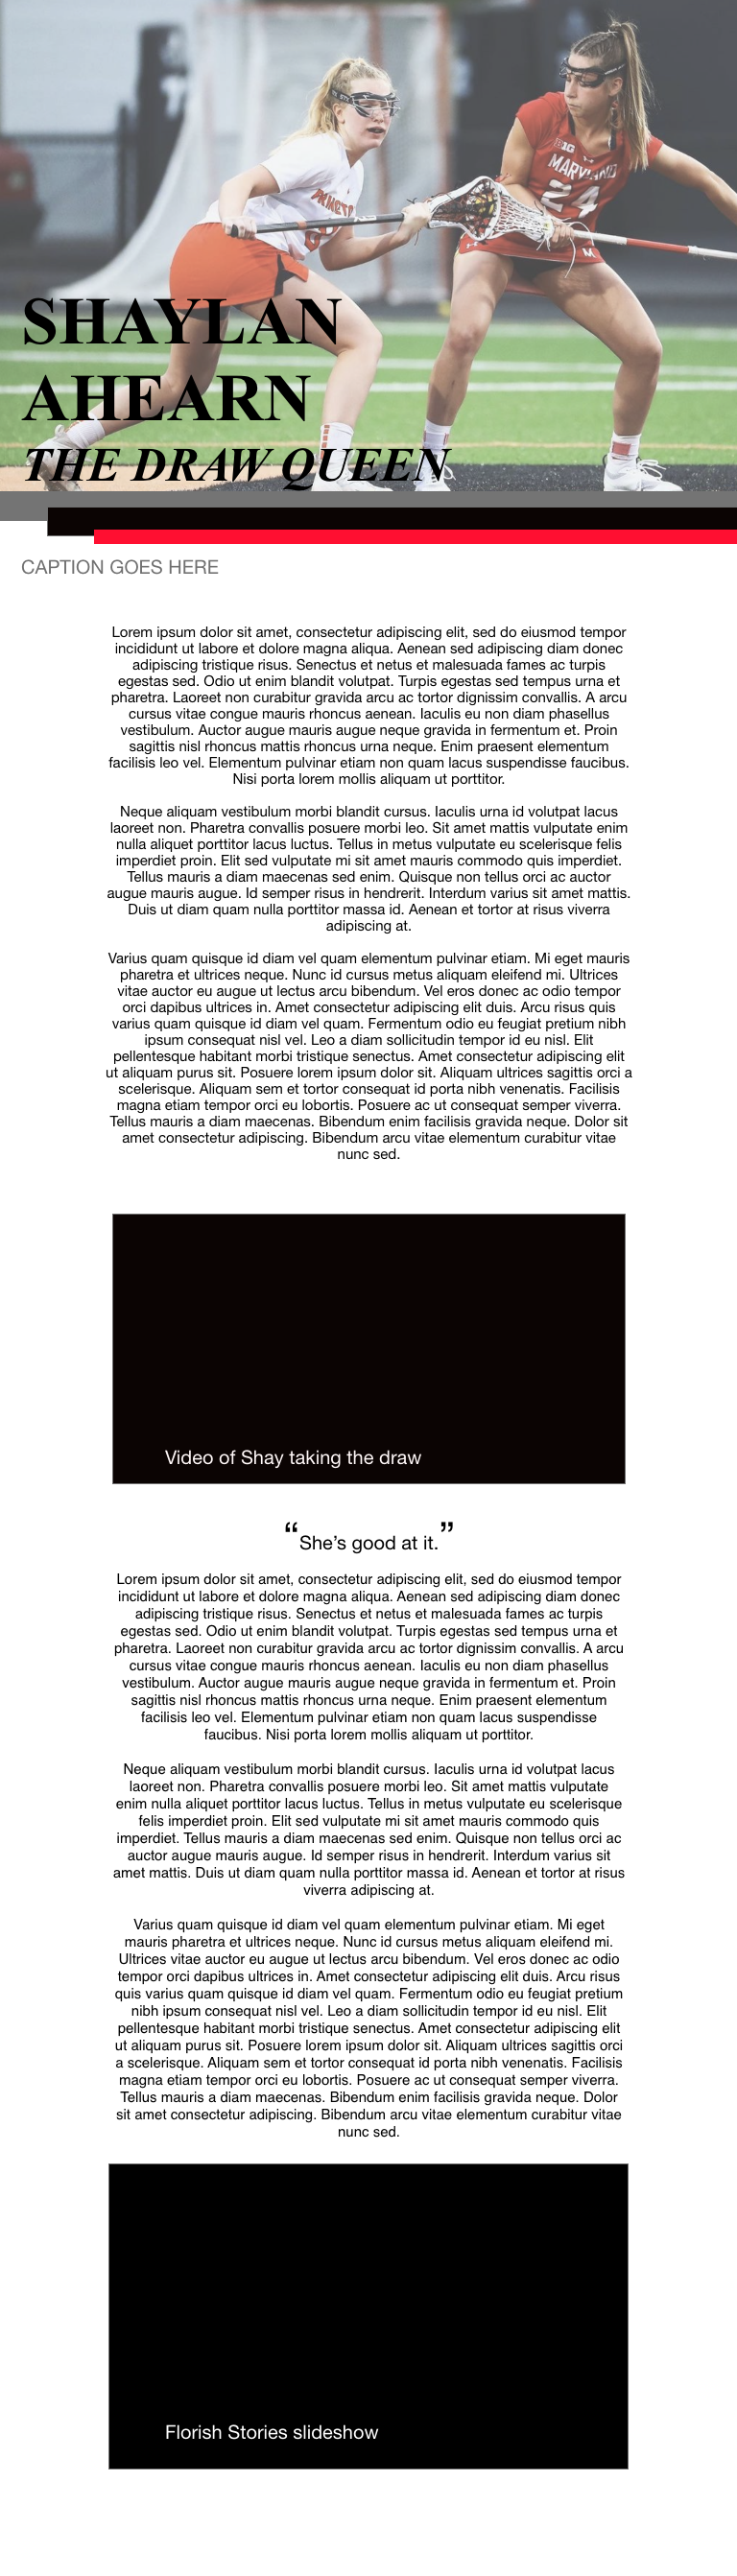 BIG
MARYLAND
24
M
SHAYLAN
AHEARN
THE DRAW QUEEN
CAPTION GOES HERE
Lorem ipsum dolor sit amet, consectetur adipiscing elit, sed do eiusmod tempor
incididunt ut labore et dolore magna aliqua. Aenean sed adipiscing diam donec
adipiscing tristique risus. Senectus et netus et malesuada fames ac turpis
egestas sed. Odio ut enim blandit volutpat. Turpis egestas sed tempus urna et
pharetra. Laoreet non curabitur gravida arcu ac tortor dignissim convallis. A arcu
cursus vitae congue mauris rhoncus aenean. Iaculis eu non diam phasellus
vestibulum. Auctor augue mauris augue neque gravida in fermentum et. Proin
sagittis nisl rhoncus mattis rhoncus urna neque. Enim praesent elementum
facilisis leo vel. Elementum pulvinar etiam non quam lacus suspendisse faucibus.
Nisi porta lorem mollis aliquam ut porttitor.
Neque aliquam vestibulum morbi blandit cursus. Iaculis urna id volutpat lacus
laoreet non. Pharetra convallis posuere morbi leo. Sit amet mattis vulputate enim
nulla aliquet porttitor lacus luctus. Tellus in metus vulputate eu scelerisque felis
imperdiet proin. Elit sed vulputate mi sit amet mauris commodo quis imperdiet.
Tellus mauris a diam maecenas sed enim. Quisque non tellus orci ac auctor
augue mauris augue. Id semper risus in hendrerit. Interdum varius sit amet mattis.
Duis ut diam quam nulla porttitor massa id. Aenean et tortor at risus viverra
adipiscing at.
Varius quam quisque id diam vel quam elementum pulvinar etiam. Mi eget mauris
pharetra et ultrices neque. Nunc id cursus metus aliquam eleifend mi. Ultrices
vitae auctor eu augue ut lectus arcu bibendum. Vel eros donec ac odio tempor
orci dapibus ultrices in. Amet consectetur adipiscing elit duis. Arcu risus quis
varius quam quisque id diam vel quam. Fermentum odio eu feugiat pretium nibh
ipsum consequat nisl vel. Leo a diam sollicitudin tempor id eu nisl. Elit
pellentesque habitant morbi tristique senectus. Amet consectetur adipiscing elit
ut aliquam purus sit. Posuere lorem ipsum dolor sit. Aliquam ultrices sagittis orci a
scelerisque. Aliquam sem et tortor consequat id porta nibh venenatis. Facilisis
magna etiam tempor orci eu lobortis. Posuere ac ut consequat semper viverra.
Tellus mauris a diam maecenas. Bibendum enim facilisis gravida neque. Dolor sit
amet consectetur adipiscing. Bibendum arcu vitae elementum curabitur vitae
nunc sed.
Video of Shay taking the draw
“She’s good at it.”
Lorem ipsum dolor sit amet, consectetur adipiscing elit, sed do eiusmod tempor
incididunt ut labore et dolore magna aliqua. Aenean sed adipiscing diam donec
adipiscing tristique risus. Senectus et netus et malesuada fames ac turpis
egestas sed. Odio ut enim blandit volutpat. Turpis egestas sed tempus urna et
pharetra. Laoreet non curabitur gravida arcu ac tortor dignissim convallis. A arcu
cursus vitae congue mauris rhoncus aenean. Iaculis eu non diam phasellus
vestibulum. Auctor augue mauris augue neque gravida in fermentum et. Proin
sagittis nisl rhoncus mattis rhoncus urna neque. Enim praesent elementum
facilisis leo vel. Elementum pulvinar etiam non quam lacus suspendisse
faucibus. Nisi porta lorem mollis aliquam ut porttitor.
Neque aliquam vestibulum morbi blandit cursus. Iaculis urna id volutpat lacus
laoreet non. Pharetra convallis posuere morbi leo. Sit amet mattis vulputate
enim nulla aliquet porttitor lacus luctus. Tellus in metus vulputate eu scelerisque
felis imperdiet proin. Elit sed vulputate mi sit amet mauris commodo quis
imperdiet. Tellus mauris a diam maecenas sed enim. Quisque non tellus orci ac
auctor augue mauris augue. Id semper risus in hendrerit. Interdum varius sit
amet mattis. Duis ut diam quam nulla porttitor massa id. Aenean et tortor at risus
viverra adipiscing at.
Varius quam quisque id diam vel quam elementum pulvinar etiam. Mi eget
mauris pharetra et ultrices neque. Nunc id cursus metus aliquam eleifend mi.
Ultrices vitae auctor eu augue ut lectus arcu bibendum. Vel eros donec ac odio
tempor orci dapibus ultrices in. Amet consectetur adipiscing elit duis. Arcu risus
quis varius quam quisque id diam vel quam. Fermentum odio eu feugiat pretium
nibh ipsum consequat nisl vel. Leo a diam sollicitudin tempor id eu nisl. Elit
pellentesque habitant morbi tristique senectus. Amet consectetur adipiscing elit
ut aliquam purus sit. Posuere lorem ipsum dolor sit. Aliquam ultrices sagittis orci
a scelerisque. Aliquam sem et tortor consequat id porta nibh venenatis. Facilisis
magna etiam tempor orci eu lobortis. Posuere ac ut consequat semper viverra.
Tellus mauris a diam maecenas. Bibendum enim facilisis gravida neque. Dolor
sit amet consectetur adipiscing. Bibendum arcu vitae elementum curabitur vitae
nunc sed.
Florish Stories slideshow